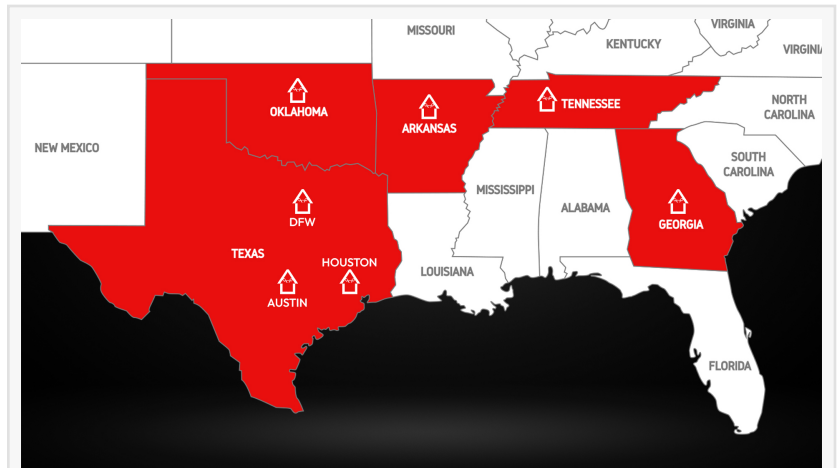 MISSOURI
VIRGINIA
KENTUCKY
OKLAHOMA
ARKANSAS
TENNESSEE
NORTH
CAROLINA
NEW MEXICO
SOUTH
CAROLINA
MISSISSIPPI
ALABAMA
GEORGIA
DFW
TEXAS
HOUSTON
AUSTIN
LOUISIANA
FLORIDA